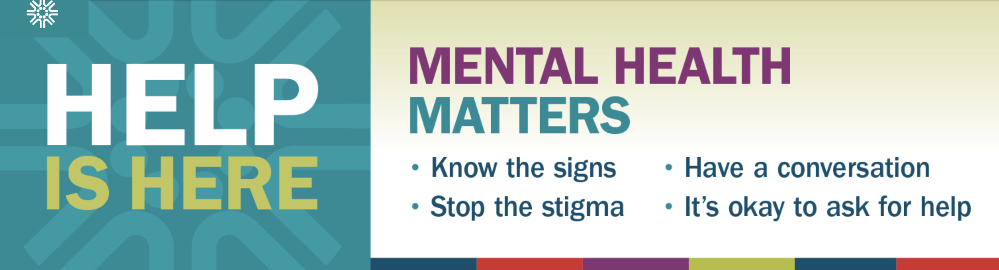 HELP
IS HERE
MENTAL HEALTH
MATTERS
• Know the signs
• Stop the stigma
• Have a conversation
• It’s okay to ask for help